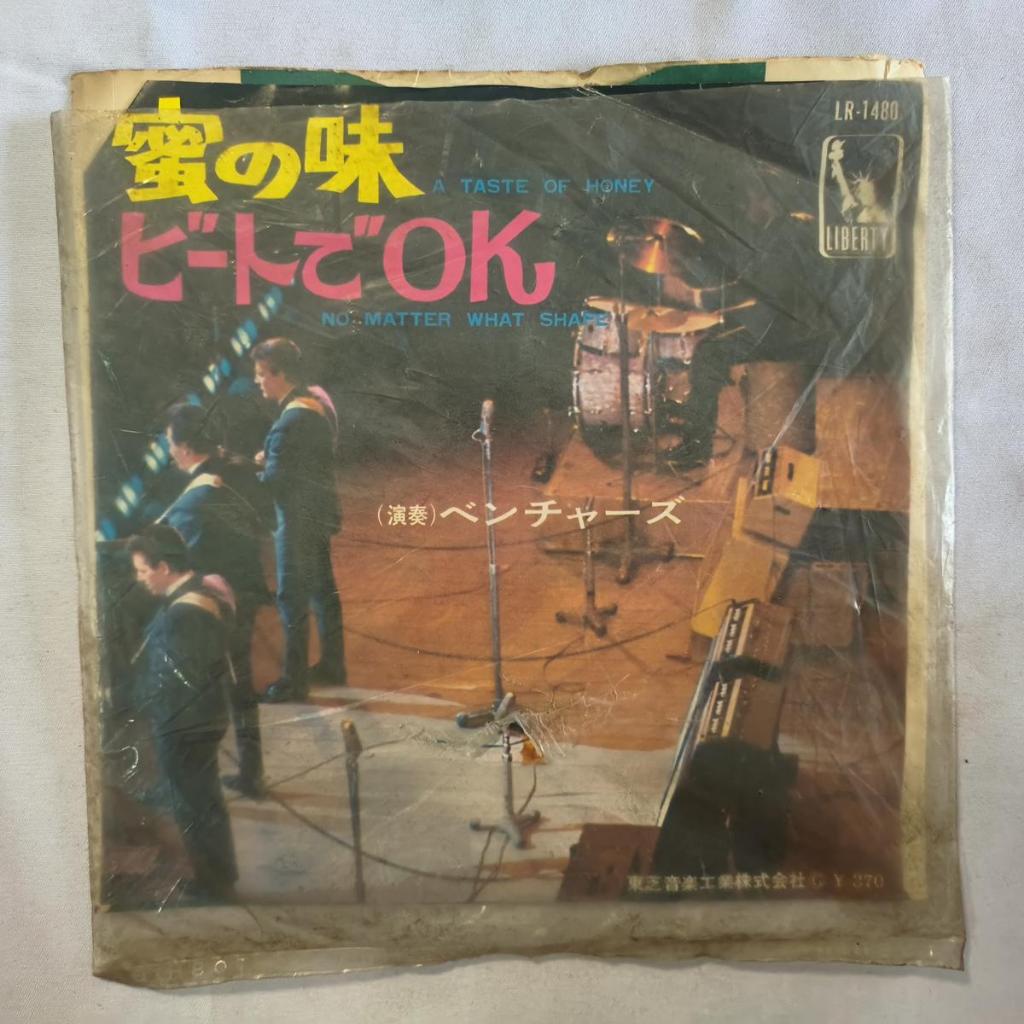 LR-1480
蜜の味
A TASTE OF HONEY
LIBERTY
ビートでOK
NO MATTER WHAT SHAPE
(演奏)ベンチャーズ
東芝音楽工業株式会社 Ⓒ ¥370